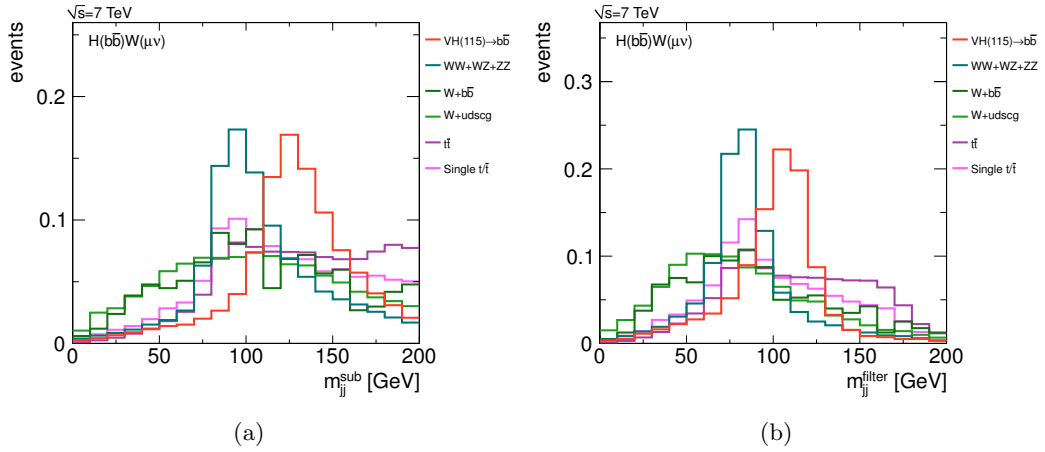 √s=7 TeV
H(bb̅)W(μν)
events
0.2
0.1
0
0 50 100 150 200
m_jj^sub [GeV]
VH(115)→bb̅
WW+WZ+ZZ
W+bb̅
W+udscg
tt̅
Single t/t̅
(a)
√s=7 TeV
H(bb̅)W(μν)
events
0.3
0.2
0.1
0
0 50 100 150 200
m_jj^filter [GeV]
VH(115)→bb̅
WW+WZ+ZZ
W+bb̅
W+udscg
tt̅
Single t/t̅
(b)